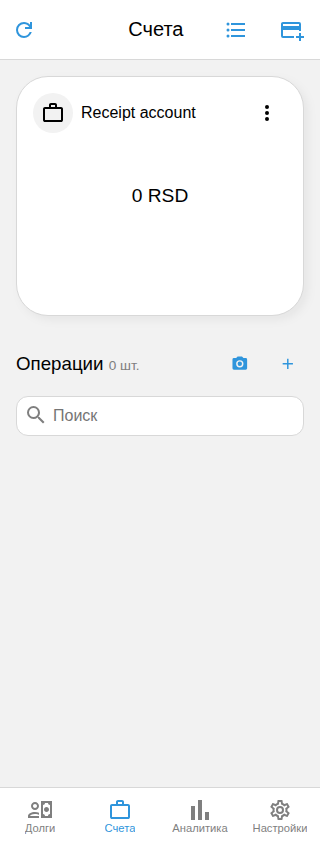 Счета
Receipt account
0 RSD
Операции 0 шт.
Поиск
Долги
Счета
Аналитика
Настройки